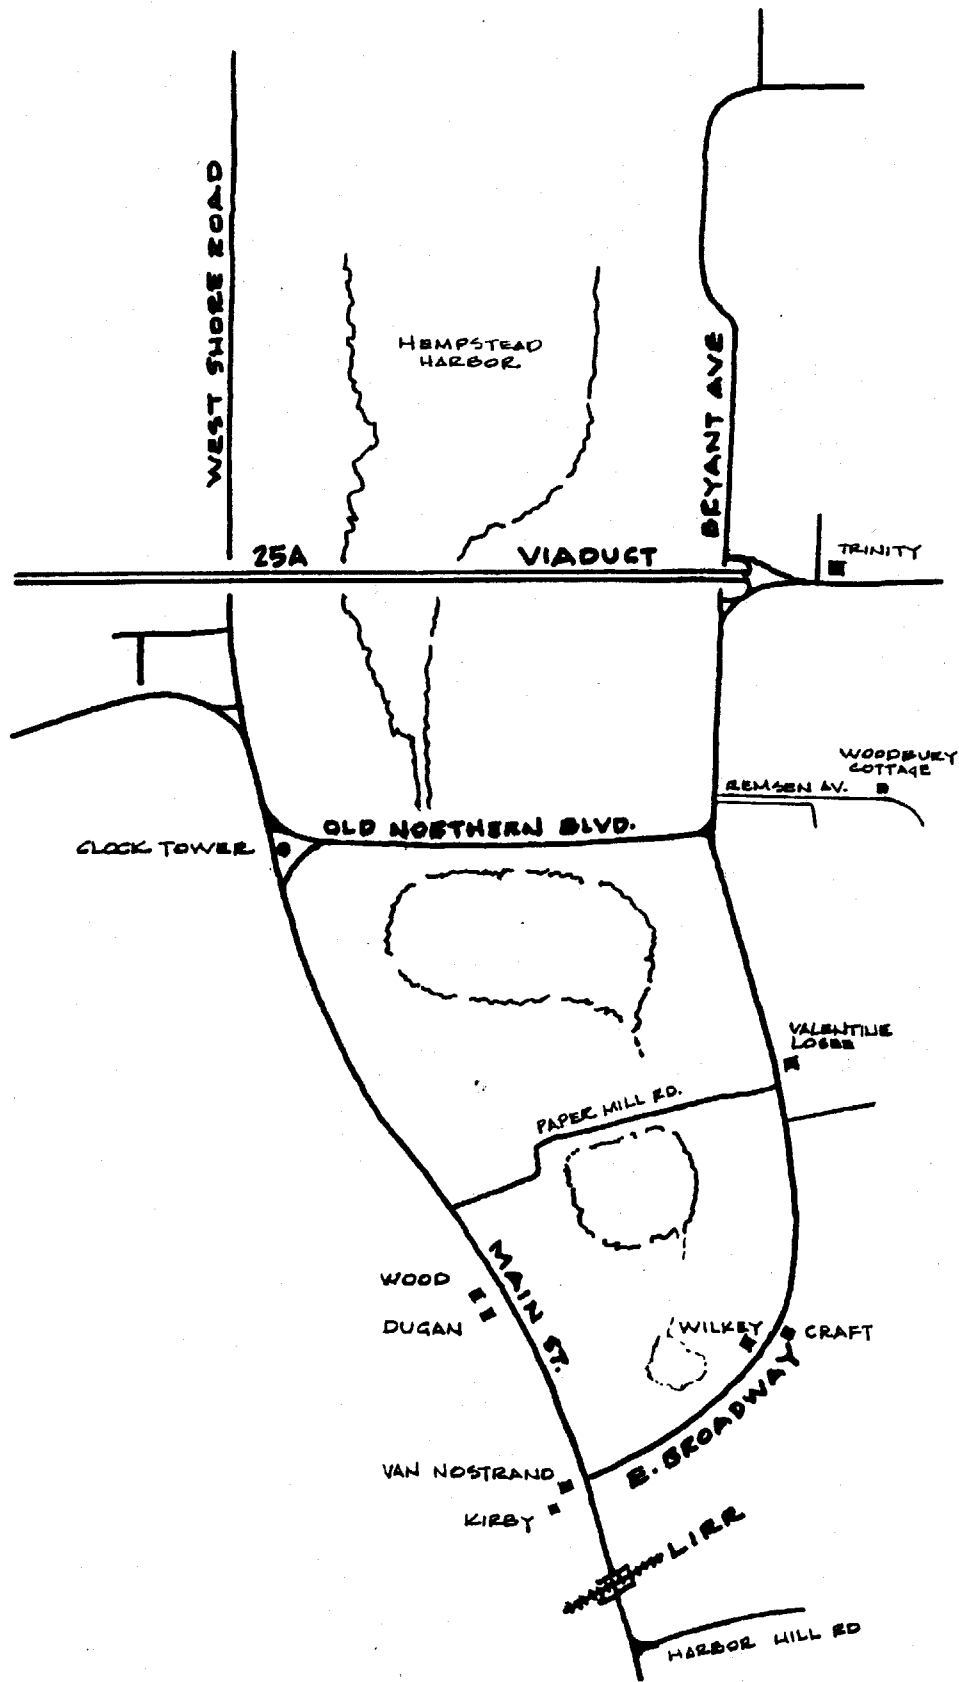 WEST SHORE ROAD
HEMPSTEAD
HARBOR
BRYANT AVE
25A VIADUCT
TRINITY
WOODBURY
COTTAGE
REMSEN AV.
OLD NORTHERN BLVD.
CLOCK TOWER
VALENTINE
LOSEE
PAPER MILL RD.
MAIN ST.
WOOD
DUGAN
WILKEY
CRAFT
E. BROADWAY
VAN NOSTRAND
KIRBY
LIRR
HARBOR HILL RD